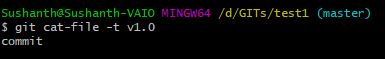 Sushanth@Sushanth-VAIO MINGW64 /d/GITs/test1 (master)
$ git cat-file -t v1.0
commit